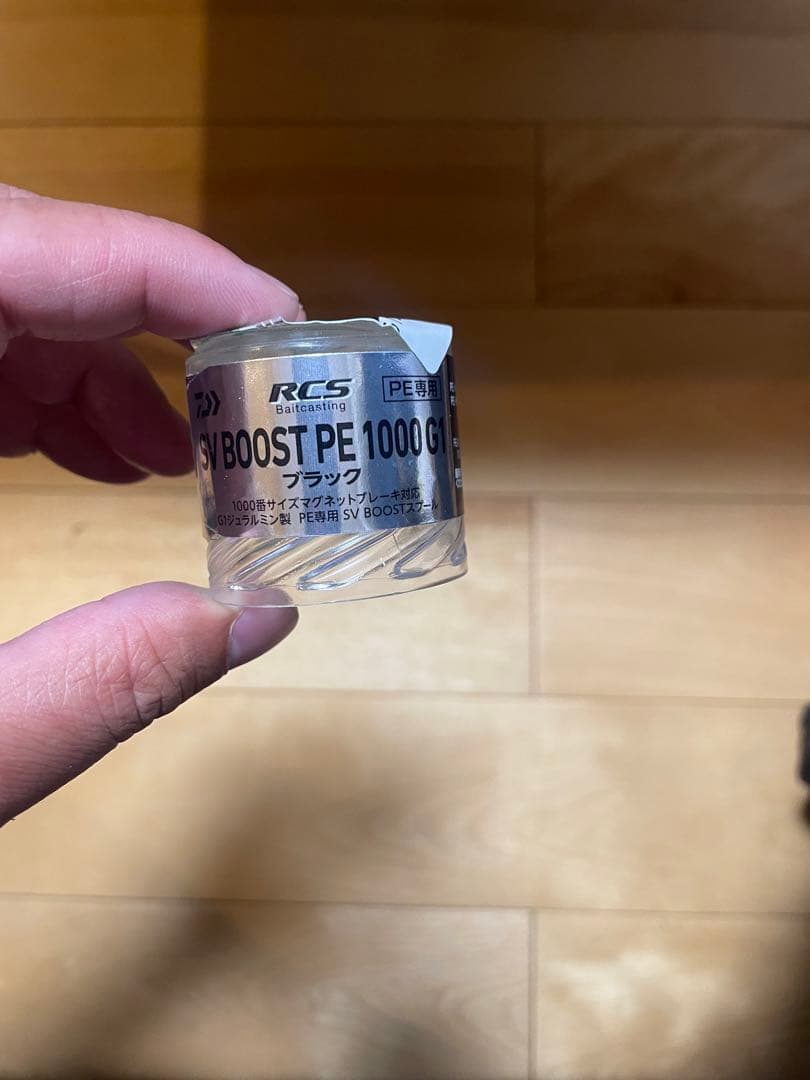 RCS
Baitcasting
PE専用
SV BOOST PE 1000 G1
ブラック
1000番サイズマグネットブレーキ対応
G1ジュラルミン製 PE専用 SV BOOSTスプール